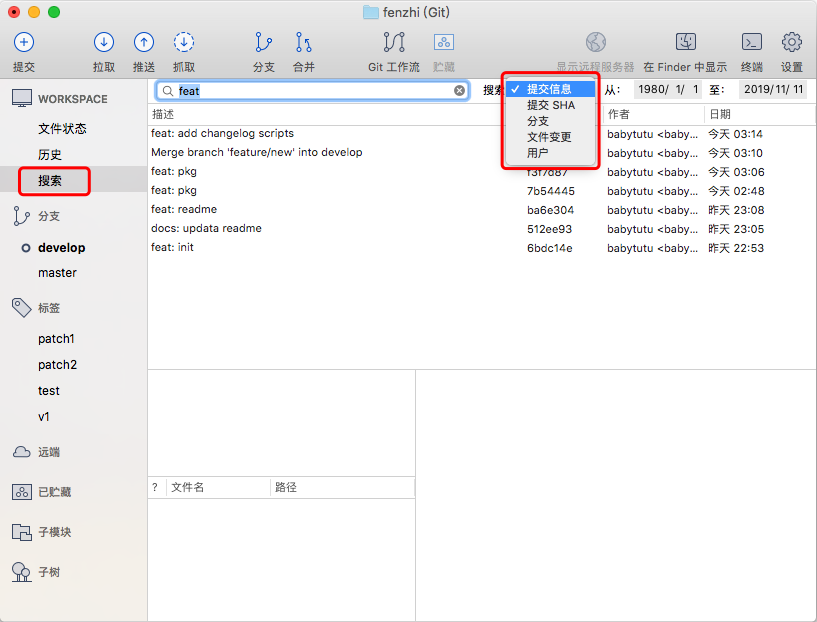 fenzhi (Git)
提交 拉取 推送 抓取 分支 合并 Git 工作流 贮藏 显示远程服务器 在 Finder 中显示 终端 设置
WORKSPACE
文件状态
历史
搜索
分支
develop
master
标签
patch1
patch2
test
v1
远端
已贮藏
子模块
子树
feat 搜索 从: 1980/ 1/ 1 至: 2019/11/ 11
✓ 提交信息
提交 SHA
分支
文件变更
用户
描述 作者 日期
feat: add changelog scripts babytutu <baby... 今天 03:14
Merge branch 'feature/new' into develop babytutu <baby... 今天 03:10
feat: pkg f3f7d87 babytutu <baby... 今天 03:06
feat: pkg 7b54445 babytutu <baby... 今天 02:48
feat: readme ba6e304 babytutu <baby... 昨天 23:08
docs: updata readme 512ee93 babytutu <baby... 昨天 23:05
feat: init 6bdc14e babytutu <baby... 昨天 22:53
? 文件名 路径